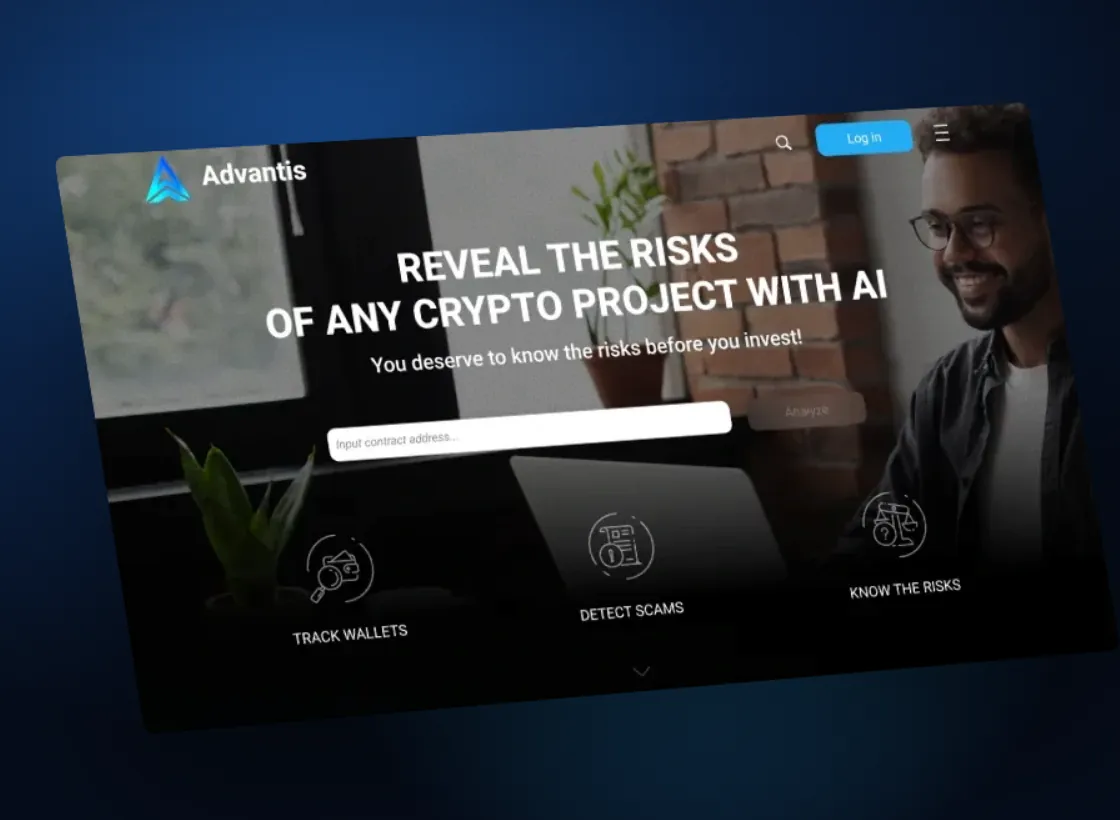 Advantis
Log in
REVEAL THE RISKS
OF ANY CRYPTO PROJECT WITH AI
You deserve to know the risks before you invest!
Input contract address...
Analyze
TRACK WALLETS
DETECT SCAMS
KNOW THE RISKS